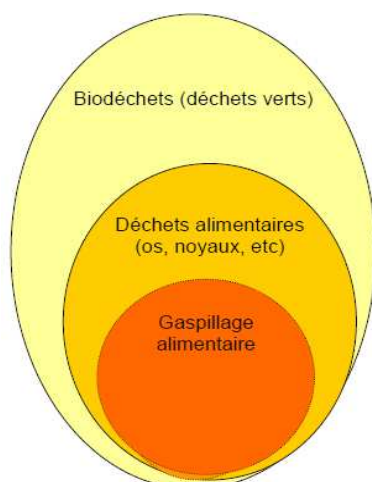 Biodéchets (déchets verts)
Déchets alimentaires
(os, noyaux, etc)
Gaspillage
alimentaire